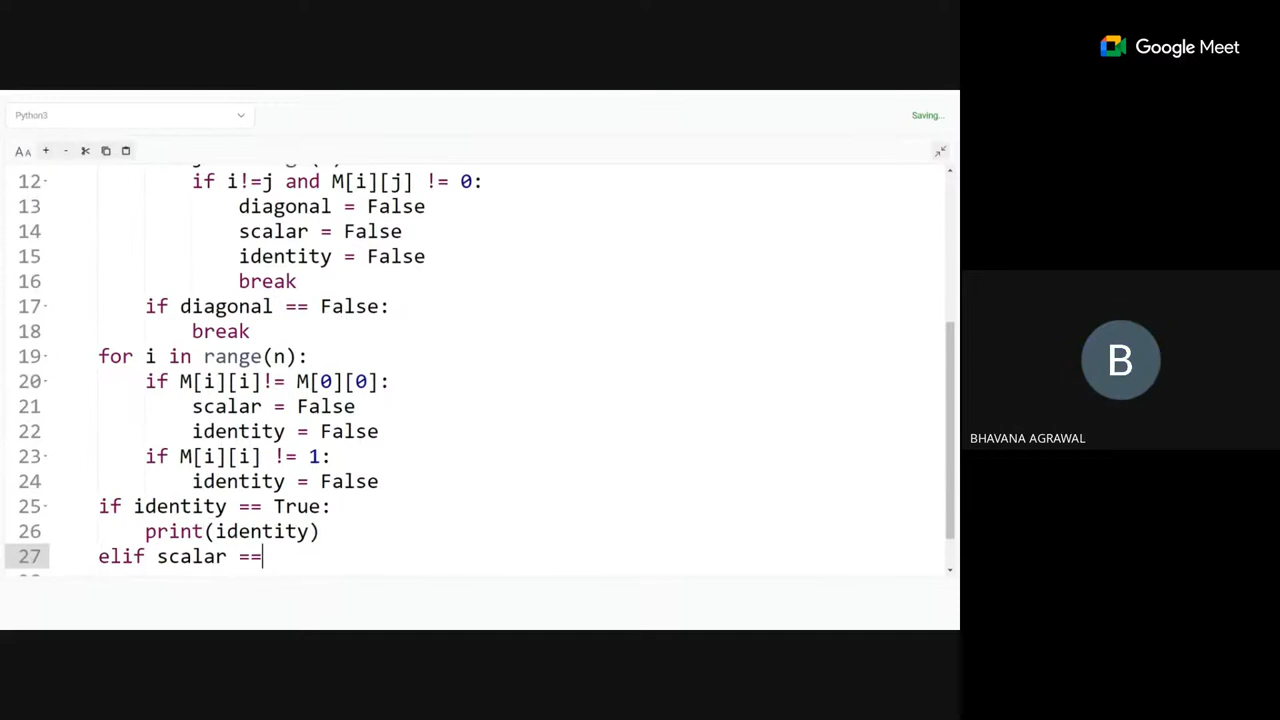 Google Meet
Python3
Saving...
12 if i!=j and M[i][j] != 0:
13 diagonal = False
14 scalar = False
15 identity = False
16 break
17 if diagonal == False:
18 break
19 for i in range(n):
20 if M[i][i]!= M[0][0]:
21 scalar = False
22 identity = False
23 if M[i][i] != 1:
24 identity = False
25 if identity == True:
26 print(identity)
27 elif scalar ==
B
BHAVANA AGRAWAL